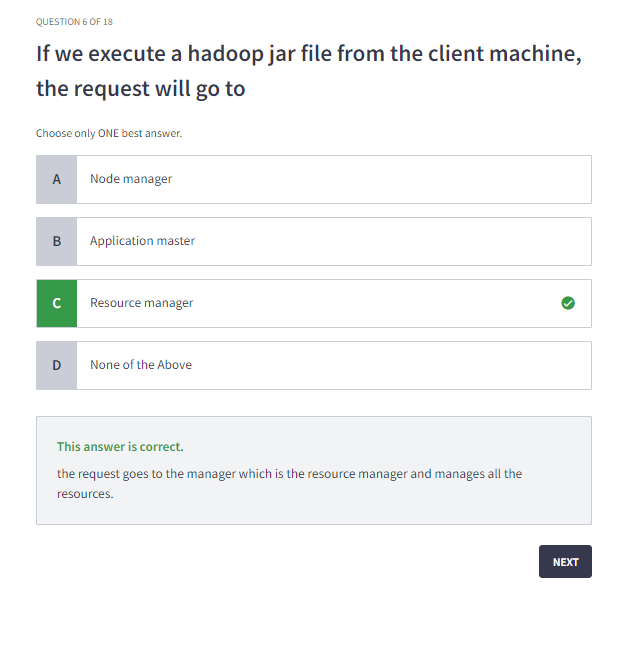 QUESTION 6 OF 18
If we execute a hadoop jar file from the client machine,
the request will go to
Choose only ONE best answer.
A Node manager
B Application master
C Resource manager
D None of the Above
This answer is correct.
the request goes to the manager which is the resource manager and manages all the
resources.
NEXT